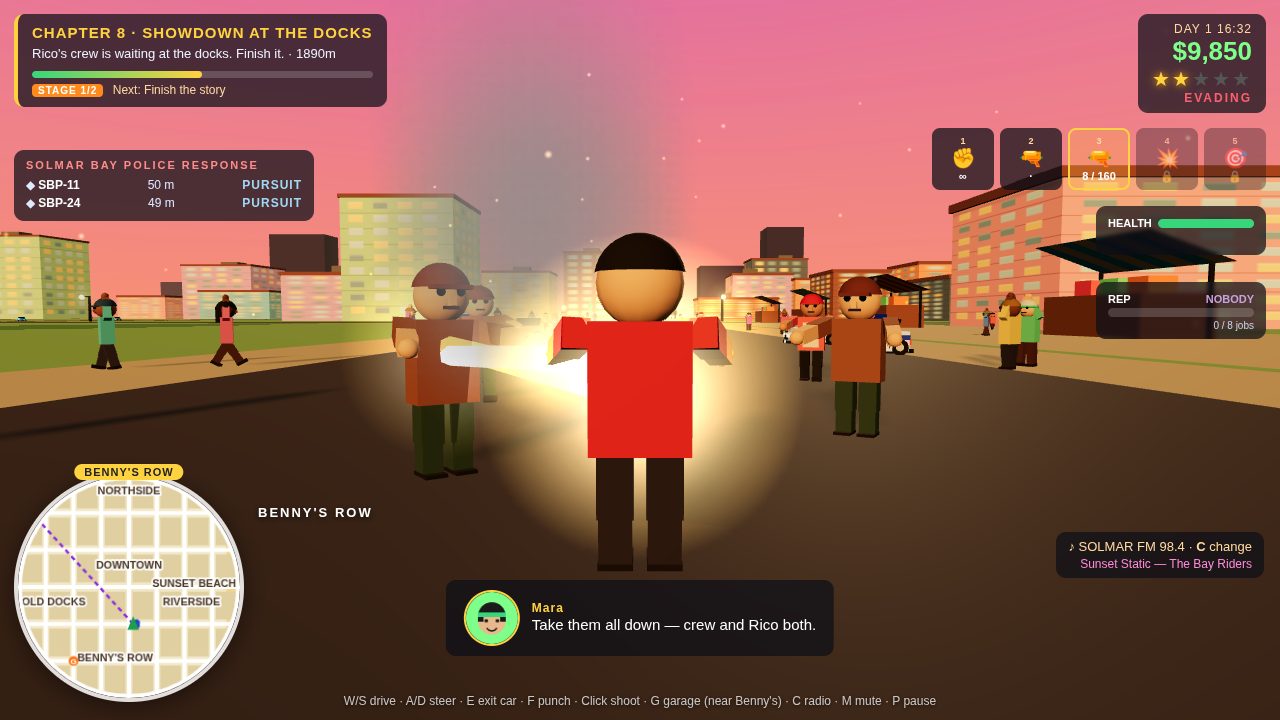 CHAPTER 8 · SHOWDOWN AT THE DOCKS
Rico's crew is waiting at the docks. Finish it. · 1890m
STAGE 1/2 Next: Finish the story
DAY 1 16:32
$9,850
EVADING
SOLMAR BAY POLICE RESPONSE
SBP-11 50 m PURSUIT
SBP-24 49 m PURSUIT
1 2 3 4 5
∞ · 8 / 160
HEALTH
REP NOBODY
0 / 8 jobs
BENNY'S ROW
NORTHSIDE
DOWNTOWN
SUNSET BEACH
OLD DOCKS
RIVERSIDE
BENNY'S ROW
G
BENNY'S ROW
♪ SOLMAR FM 98.4 · C change
Sunset Static — The Bay Riders
Mara
Take them all down — crew and Rico both.
W/S drive · A/D steer · E exit car · F punch · Click shoot · G garage (near Benny's) · C radio · M mute · P pause